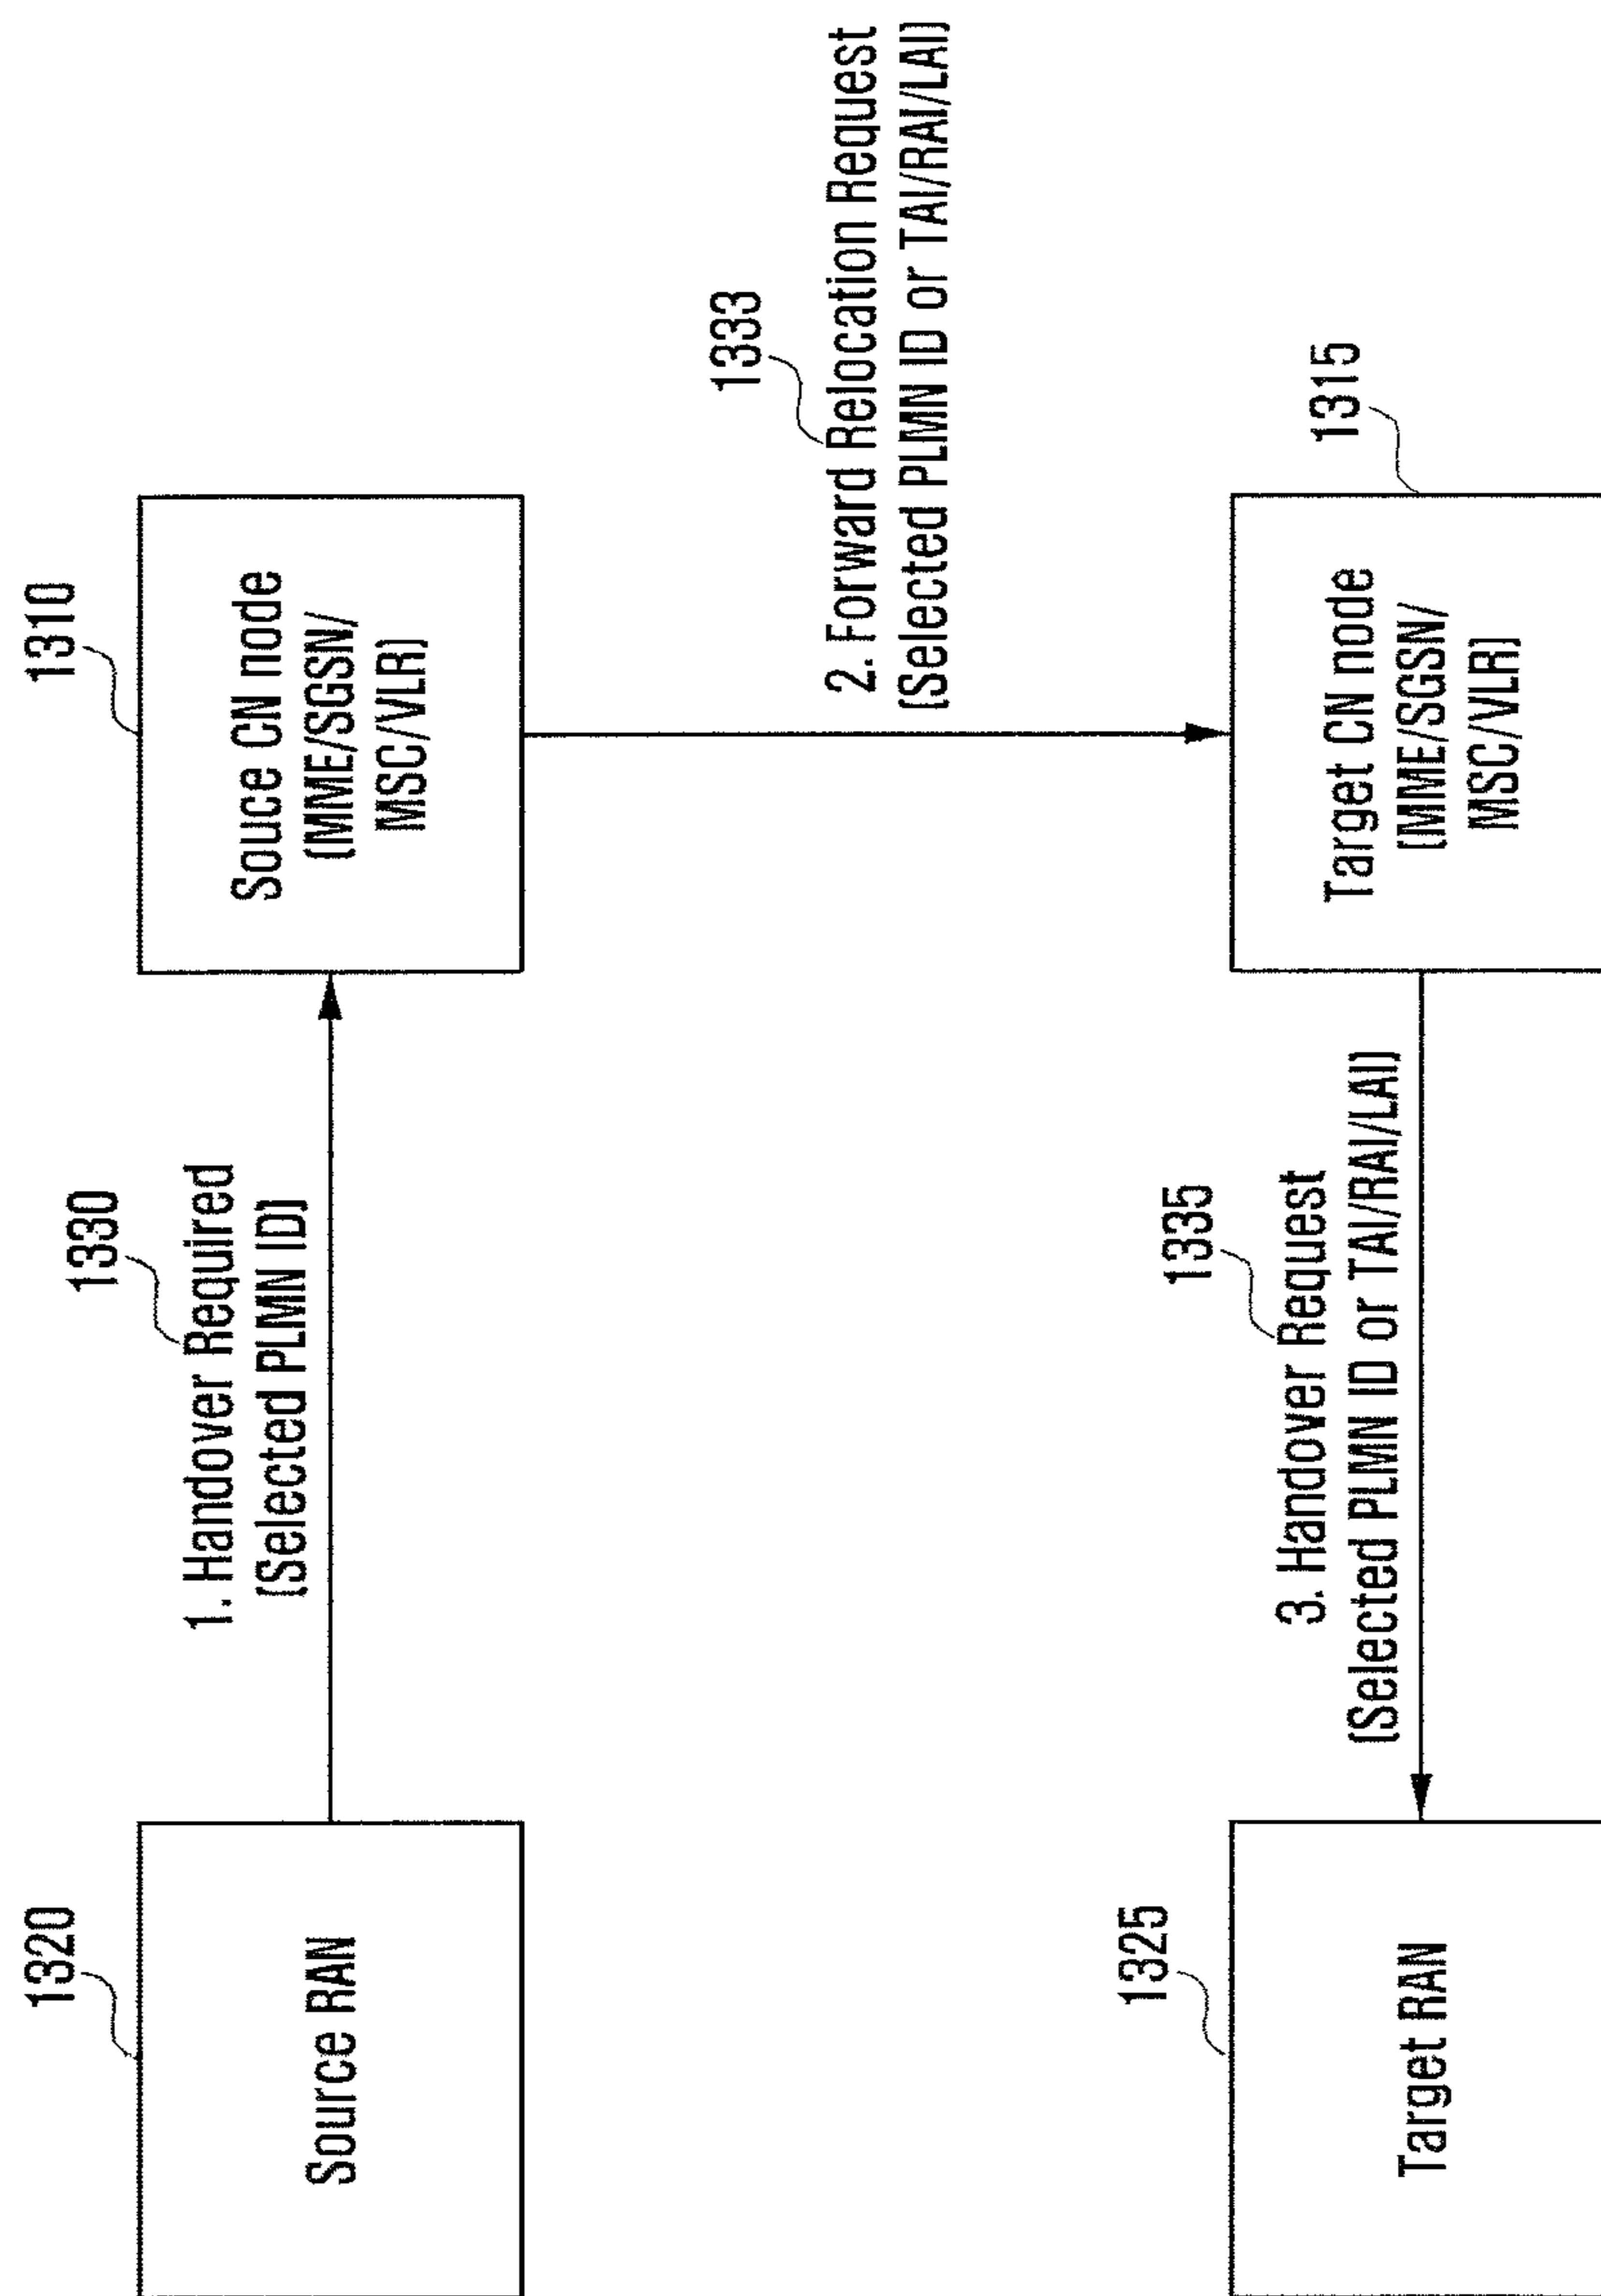 1320
Source RAN
1330
1. Handover Required
(Selected PLMN ID)
1310
Souce CN node
(MME/SGSN/
MSC/VLR)
1333
2. Forward Relocation Request
(Selected PLMN ID or TAI/RAI/LAI)
1325
Target RAN
1335
3. Handover Request
(Selected PLMN ID or TAI/RAI/LAI)
1315
Target CN node
(MME/SGSN/
MSC/VLR)